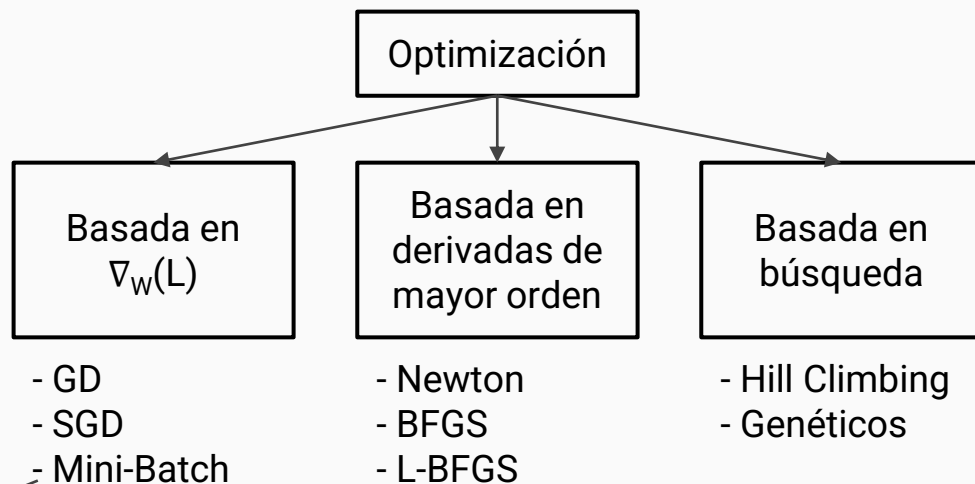 Optimización
Basada en
∇W(L)
Basada en
derivadas de
mayor orden
Basada en
búsqueda
- GD
- SGD
- Mini-Batch
- Newton
- BFGS
- L-BFGS
- Hill Climbing
- Genéticos